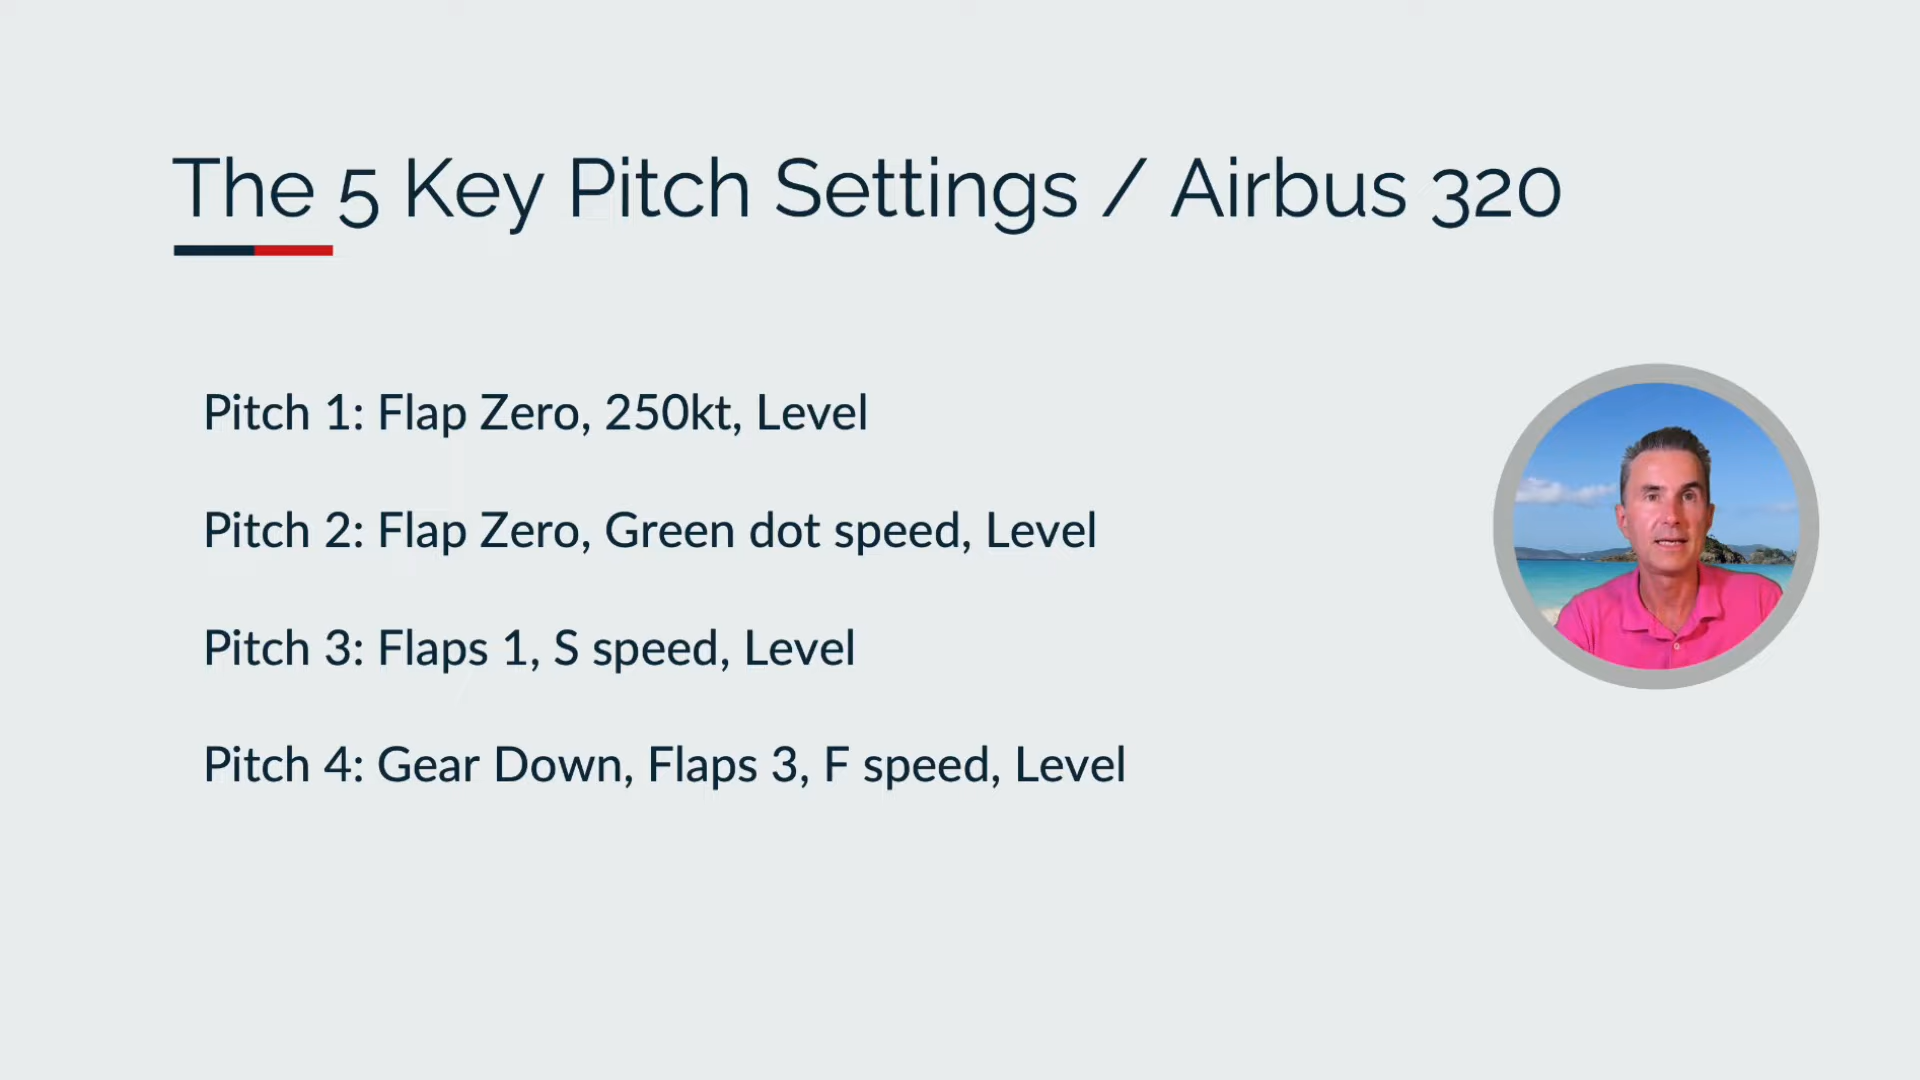 The 5 Key Pitch Settings / Airbus 320
Pitch 1: Flap Zero, 250kt, Level
Pitch 2: Flap Zero, Green dot speed, Level
Pitch 3: Flaps 1, S speed, Level
Pitch 4: Gear Down, Flaps 3, F speed, Level